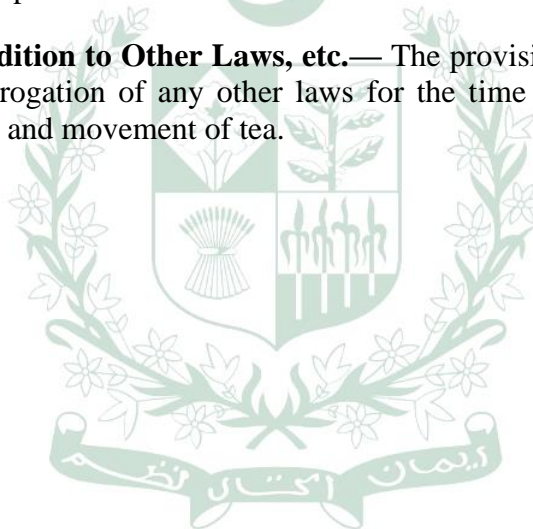 dition to Other Laws, etc.— The provisi
rogation of any other laws for the time
and movement of tea.
ایمان اتحاد نظم